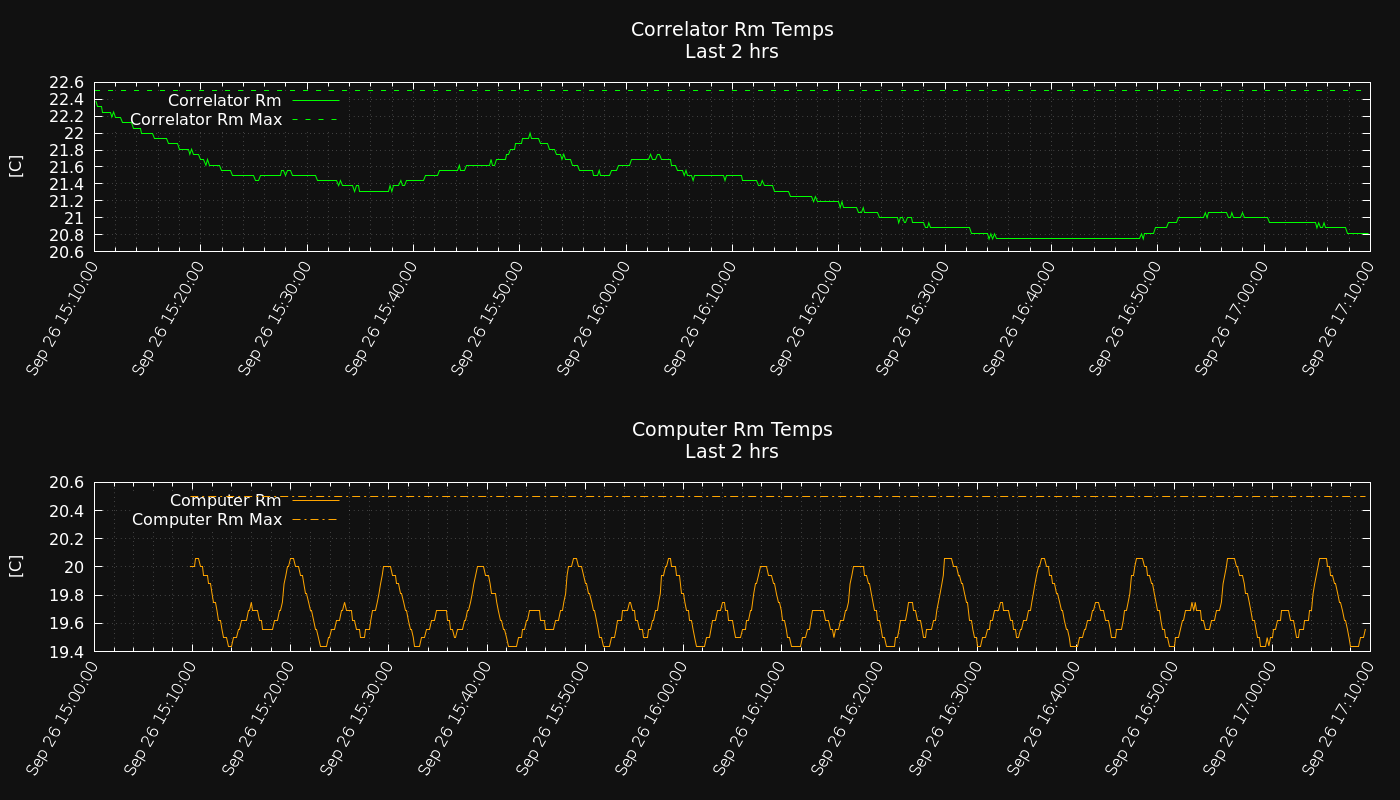 Correlator Rm Temps
Last 2 hrs
22.6
22.4
22.2
22
21.8
21.6
21.4
21.2
21
20.8
20.6
[C]
Correlator Rm
Correlator Rm Max
Sep 26 15:10:00
Sep 26 15:20:00
Sep 26 15:30:00
Sep 26 15:40:00
Sep 26 15:50:00
Sep 26 16:00:00
Sep 26 16:10:00
Sep 26 16:20:00
Sep 26 16:30:00
Sep 26 16:40:00
Sep 26 16:50:00
Sep 26 17:00:00
Sep 26 17:10:00
Computer Rm Temps
Last 2 hrs
20.6
20.4
20.2
20
19.8
19.6
19.4
[C]
Computer Rm
Computer Rm Max
Sep 26 15:00:00
Sep 26 15:10:00
Sep 26 15:20:00
Sep 26 15:30:00
Sep 26 15:40:00
Sep 26 15:50:00
Sep 26 16:00:00
Sep 26 16:10:00
Sep 26 16:20:00
Sep 26 16:30:00
Sep 26 16:40:00
Sep 26 16:50:00
Sep 26 17:00:00
Sep 26 17:10:00